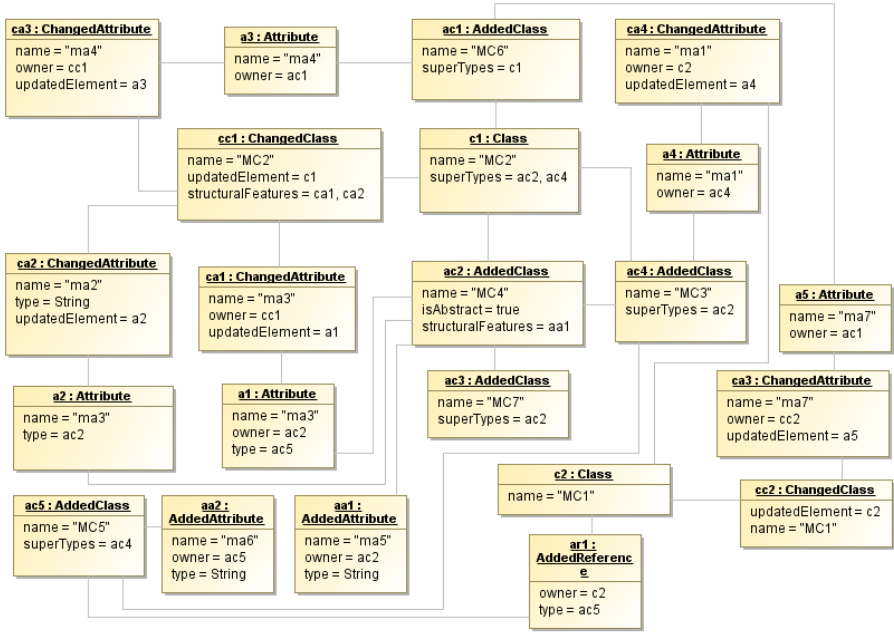 ca3 : ChangedAttribute
name = "ma4"
owner = cc1
updatedElement = a3
a3 : Attribute
name = "ma4"
owner = ac1
ac1 : AddedClass
name = "MC6"
superTypes = c1
ca4 : ChangedAttribute
name = "ma1"
owner = c2
updatedElement = a4
cc1 : ChangedClass
name = "MC2"
updatedElement = c1
structuralFeatures = ca1, ca2
c1 : Class
name = "MC2"
superTypes = ac2, ac4
a4 : Attribute
name = "ma1"
owner = ac4
ca2 : ChangedAttribute
name = "ma2"
type = String
updatedElement = a2
ca1 : ChangedAttribute
name = "ma3"
owner = cc1
updatedElement = a1
ac2 : AddedClass
name = "MC4"
isAbstract = true
structuralFeatures = aa1
ac4 : AddedClass
name = "MC3"
superTypes = ac2
a5 : Attribute
name = "ma7"
owner = ac1
a2 : Attribute
name = "ma3"
type = ac2
a1 : Attribute
name = "ma3"
owner = ac2
type = ac5
ac3 : AddedClass
name = "MC7"
superTypes = ac2
ca3 : ChangedAttribute
name = "ma7"
owner = cc2
updatedElement = a5
c2 : Class
name = "MC1"
cc2 : ChangedClass
updatedElement = c2
name = "MC1"
ac5 : AddedClass
name = "MC5"
superTypes = ac4
aa2 :
AddedAttribute
name = "ma6"
owner = ac5
type = String
aa1 :
AddedAttribute
name = "ma5"
owner = ac2
type = String
ar1 :
AddedReferenc
e
owner = c2
type = ac5